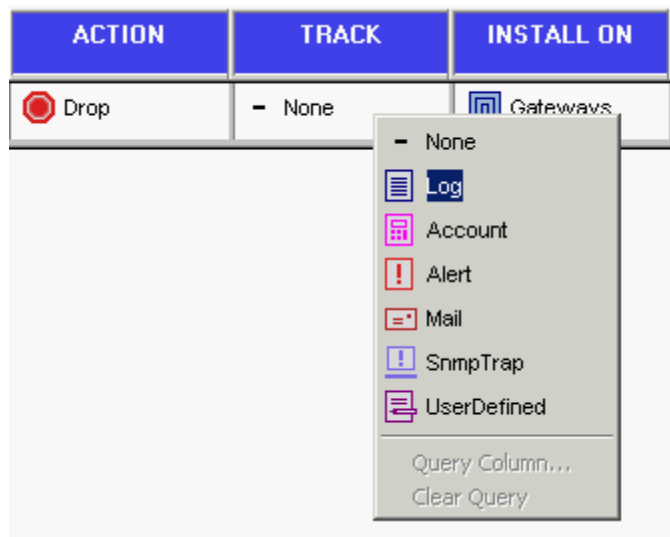 ACTION TRACK INSTALL ON
Drop - None Gateways
- None
Log
Account
Alert
Mail
SnmpTrap
UserDefined
Query Column...
Clear Query